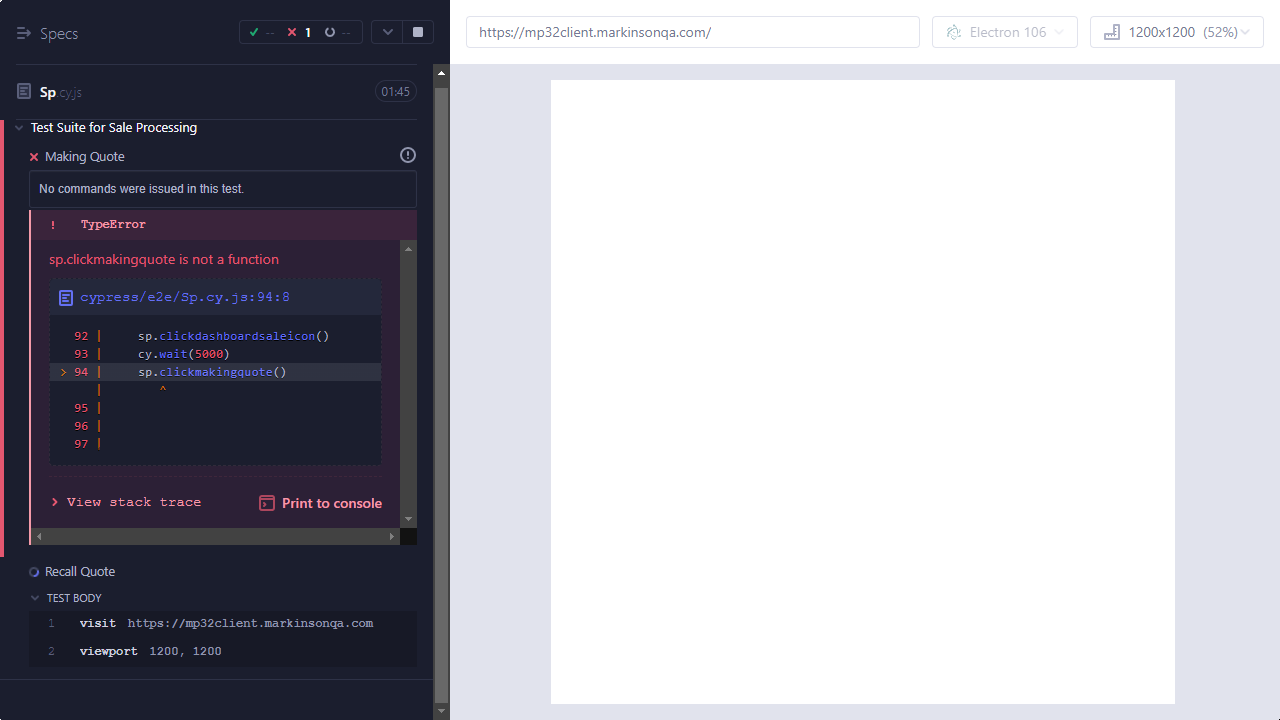 Specs
-- 1 --
https://mp32client.markinsonqa.com/
Electron 106
1200x1200 (52%)
Sp.cy.js
01:45
Test Suite for Sale Processing
Making Quote
No commands were issued in this test.
! TypeError
sp.clickmakingquote is not a function
cypress/e2e/Sp.cy.js:94:8
92 | sp.clickdashboardsaleicon()
93 | cy.wait(5000)
> 94 | sp.clickmakingquote()
| ^
95 |
96 |
97 |
> View stack trace
Print to console
Recall Quote
TEST BODY
1 visit https://mp32client.markinsonqa.com
2 viewport 1200, 1200